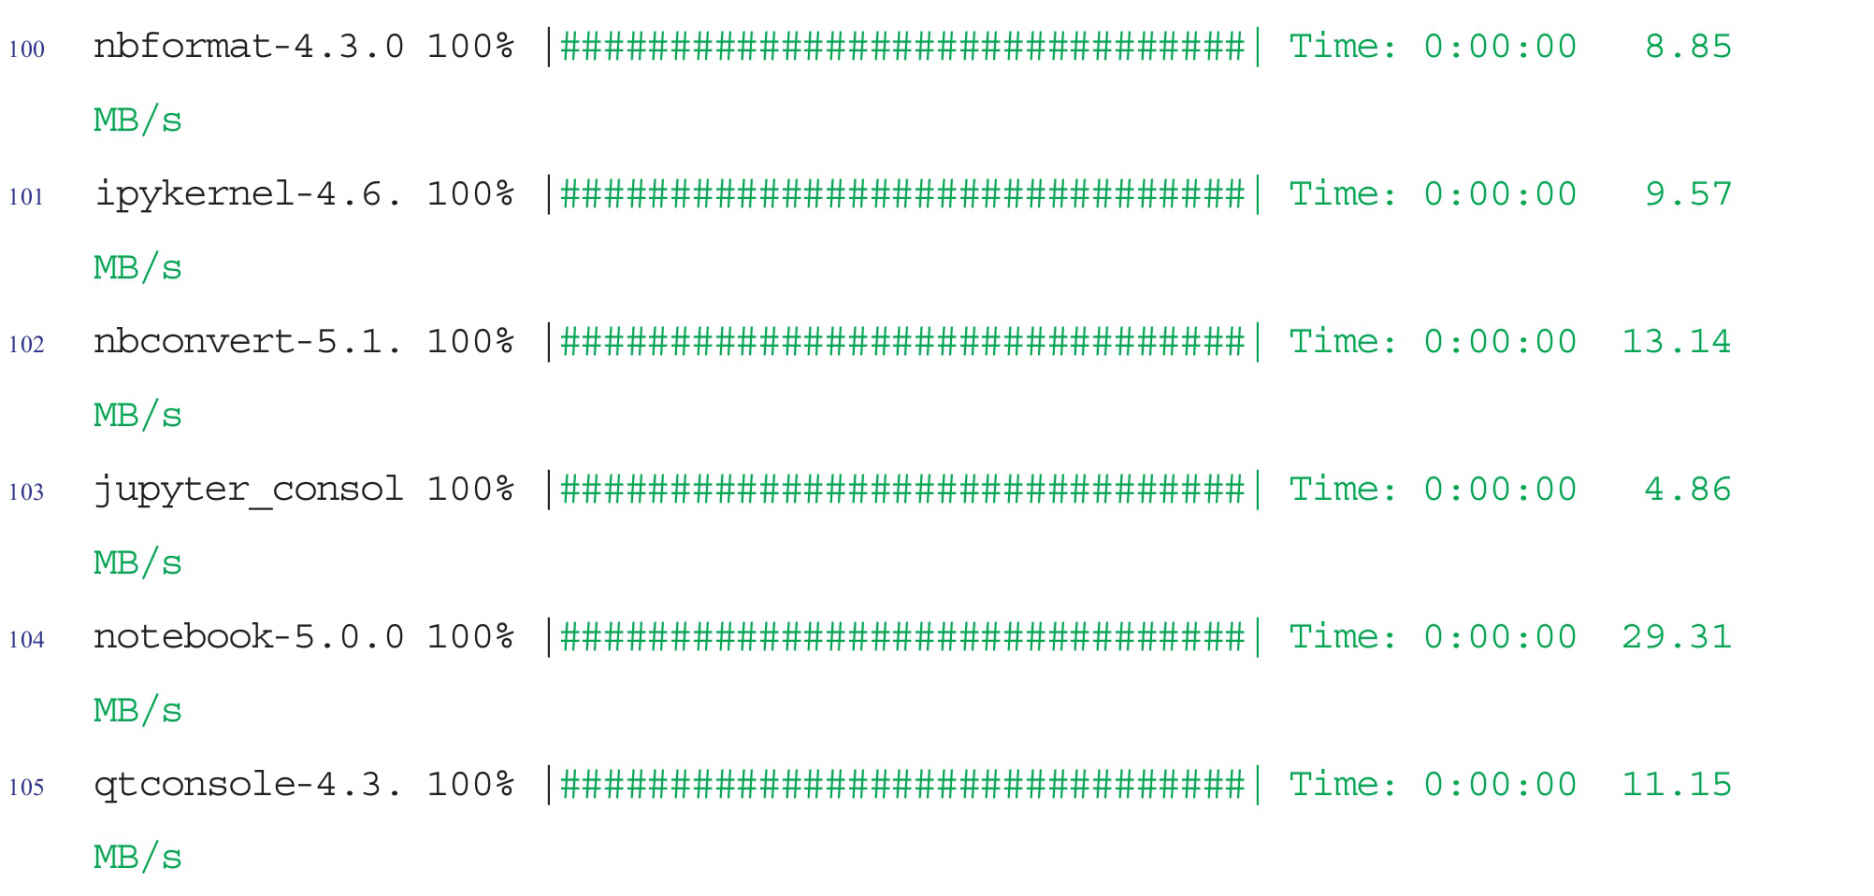 100 nbformat-4.3.0 100% |###############################| Time: 0:00:00   8.85
MB/s
101 ipykernel-4.6. 100% |###############################| Time: 0:00:00   9.57
MB/s
102 nbconvert-5.1. 100% |###############################| Time: 0:00:00  13.14
MB/s
103 jupyter_consol 100% |###############################| Time: 0:00:00   4.86
MB/s
104 notebook-5.0.0 100% |###############################| Time: 0:00:00  29.31
MB/s
105 qtconsole-4.3. 100% |###############################| Time: 0:00:00  11.15
MB/s